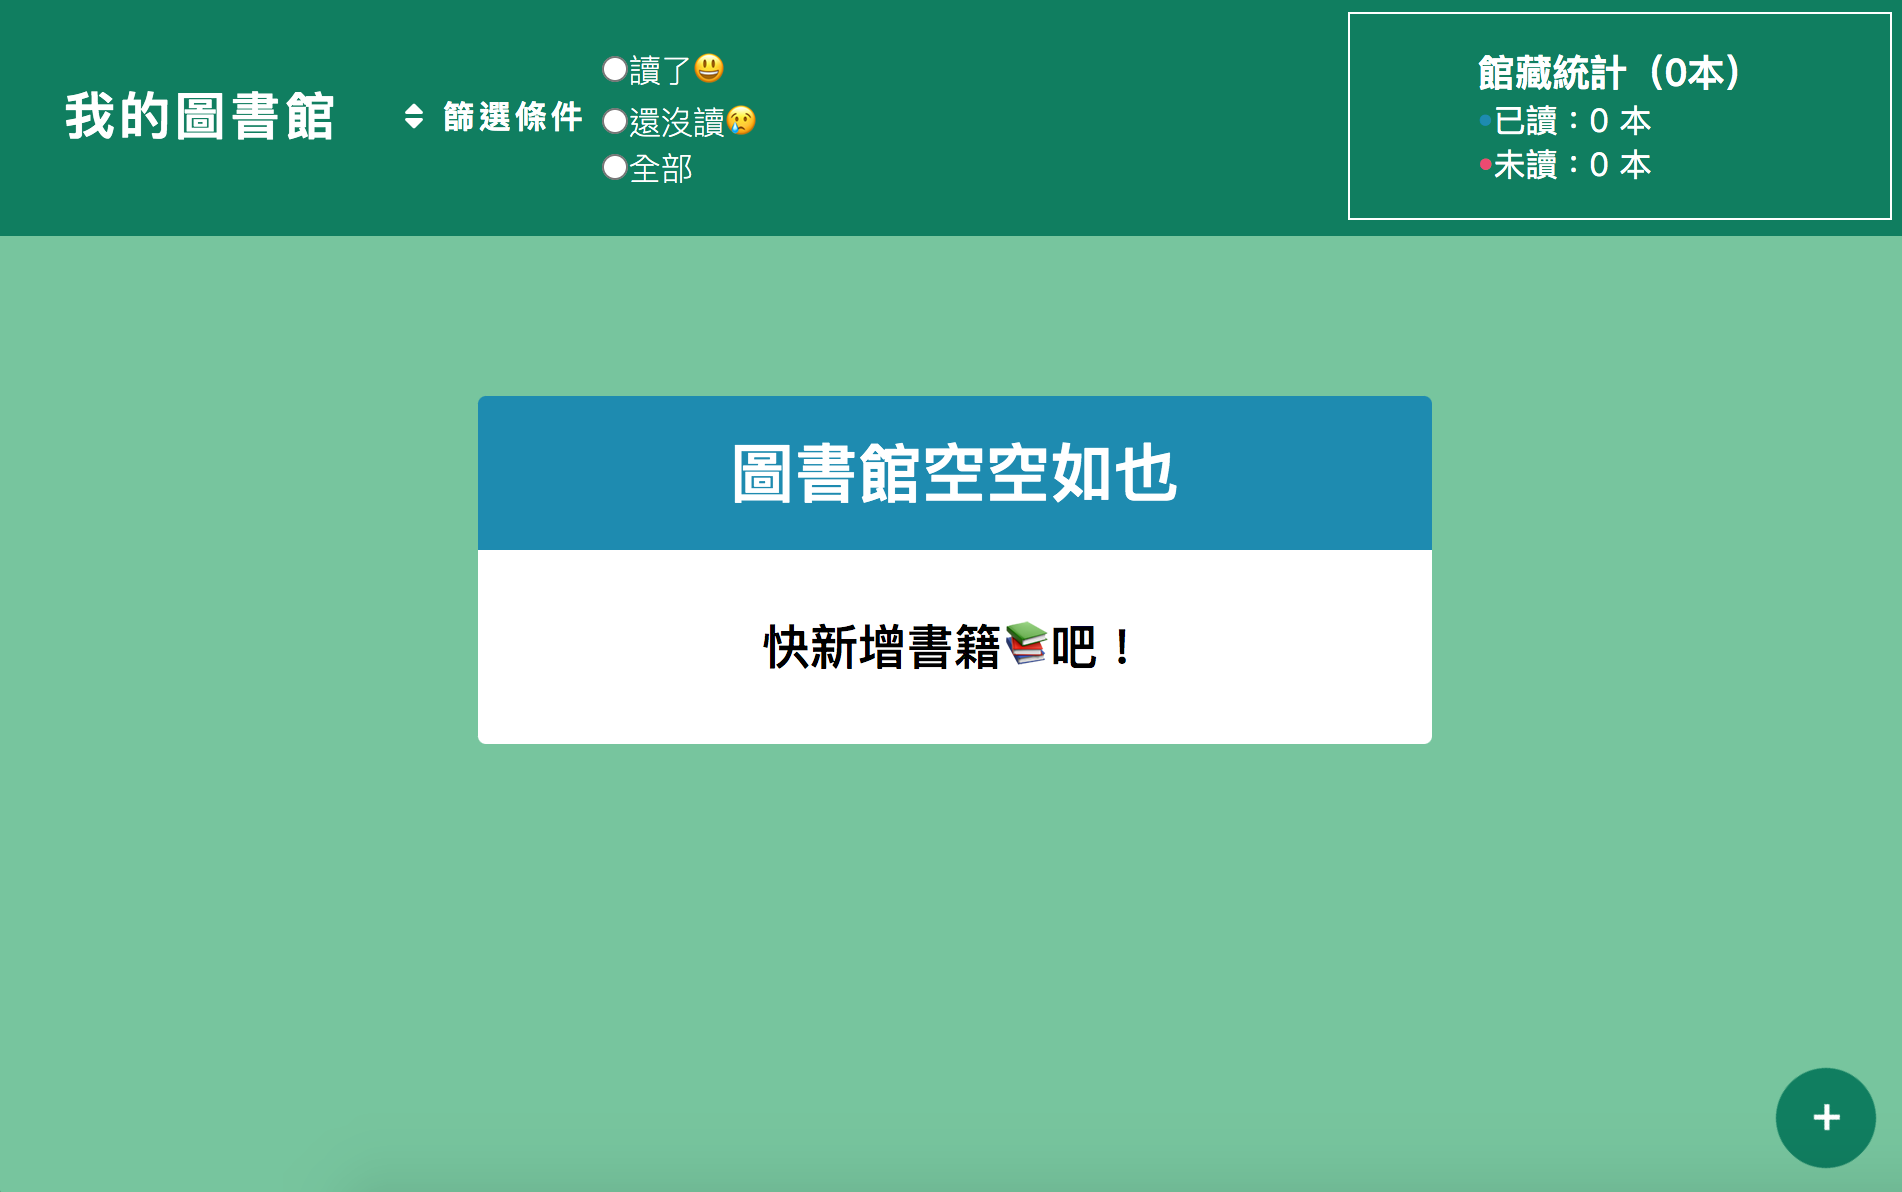 我的圖書館
篩選條件
讀了😃
還沒讀😢
全部
館藏統計（0本）
已讀：0 本
未讀：0 本
圖書館空空如也
快新增書籍📚吧！
+